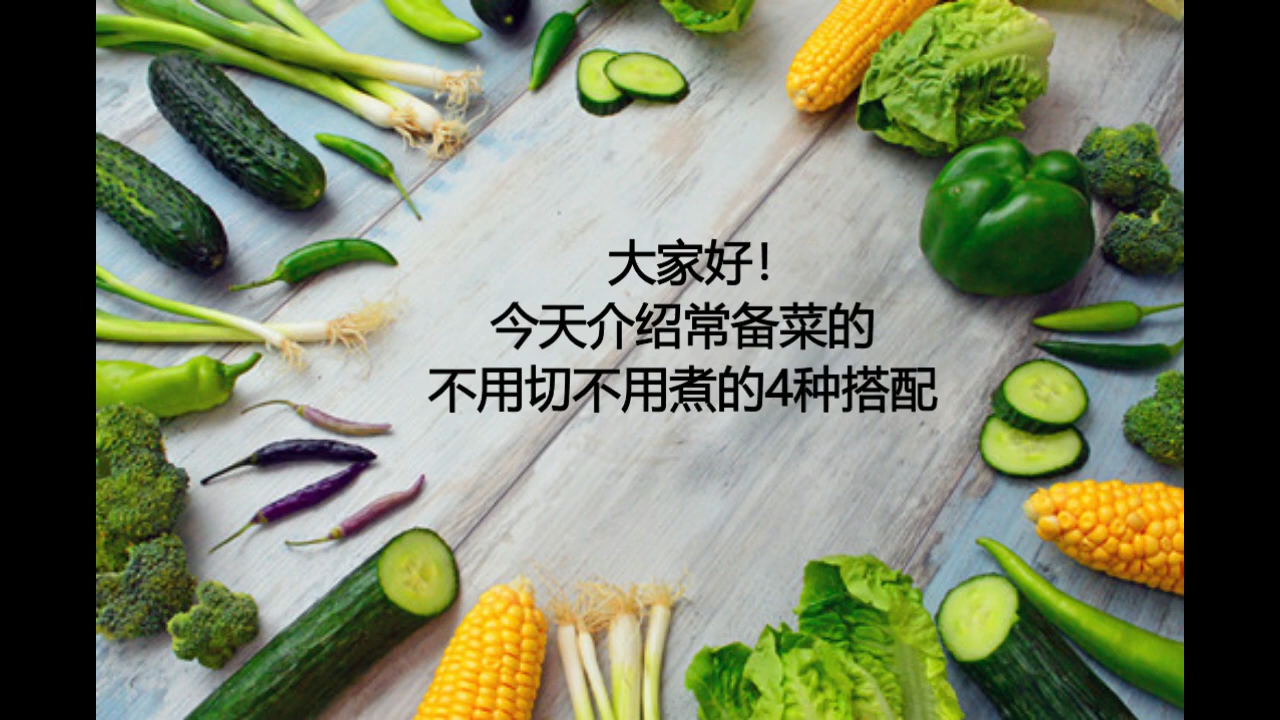 大家好！
今天介绍常备菜的
不用切不用煮的4种搭配